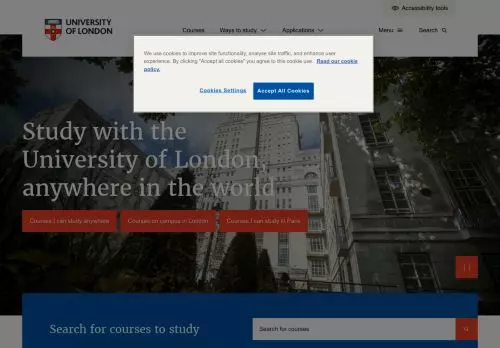 Accessibility tools
UNIVERSITY
OF LONDON
Courses
Ways to study
Applications
Menu
Search
We use cookies to improve site functionality, analyse site traffic, and enhance user
experience. By clicking "Accept all cookies" you agree to this cookie use. Read our cookie
policy.
Cookies Settings
Accept All Cookies
Study with the
University of London,
anywhere in the world
Courses I can study anywhere
Courses on campus in London
Courses I can study in Paris
Search for courses to study
Search for courses